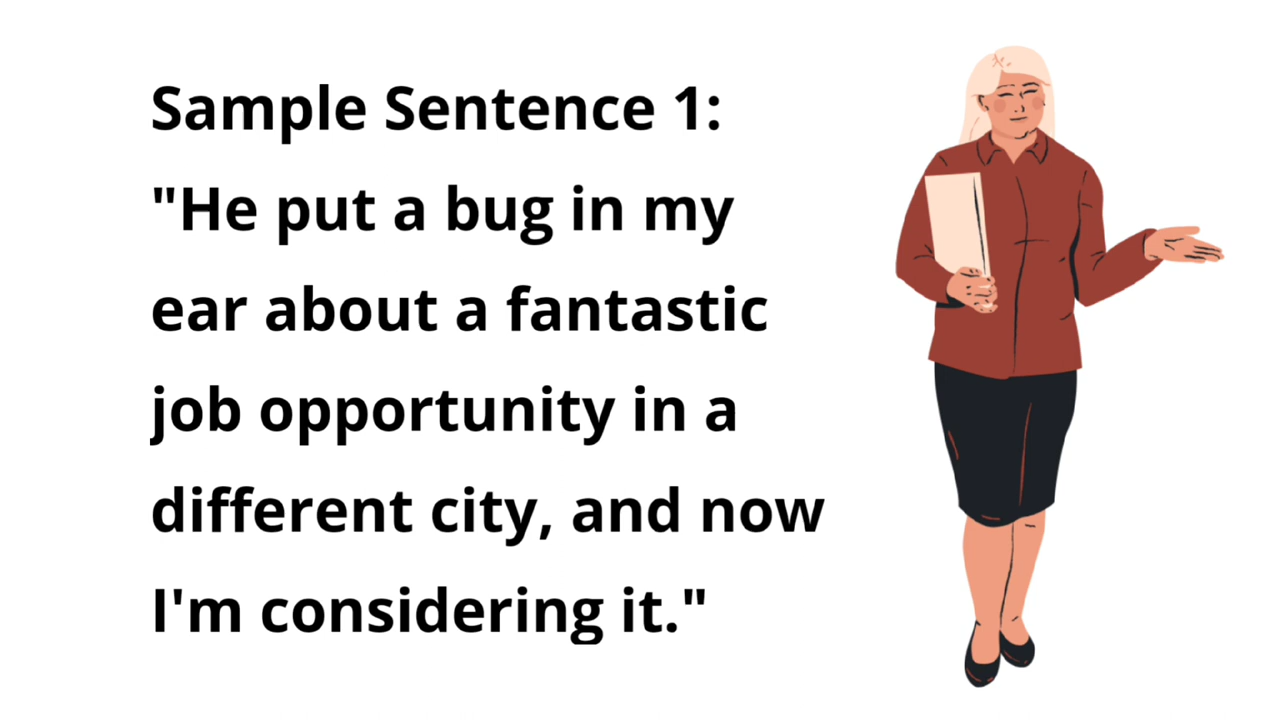 Sample Sentence 1:
"He put a bug in my
ear about a fantastic
job opportunity in a
different city, and now
I'm considering it."